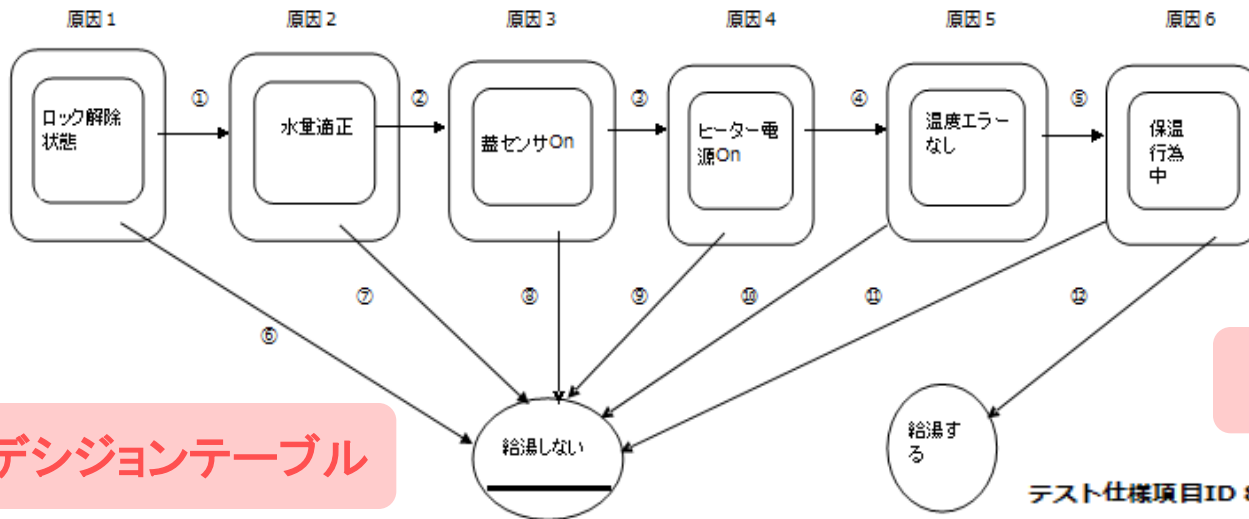 原因1 原因2 原因3 原因4 原因5 原因6
① ② ③ ④ ⑤
ロック解除
状態
水量適正
蓋センサOn
ヒーター電
源On
温度エラー
なし
保温
行為
中
⑥ ⑦ ⑧ ⑨ ⑩ ⑪ ⑫
デシジョンテーブル
給湯しない
給湯す
る
テスト仕様項目ID